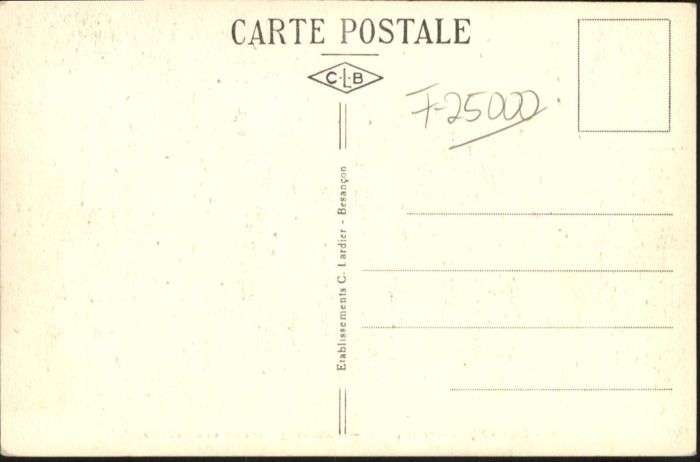 CARTE POSTALE
C·L·B
F-25000
Etablissements C. Lardier - Besançon